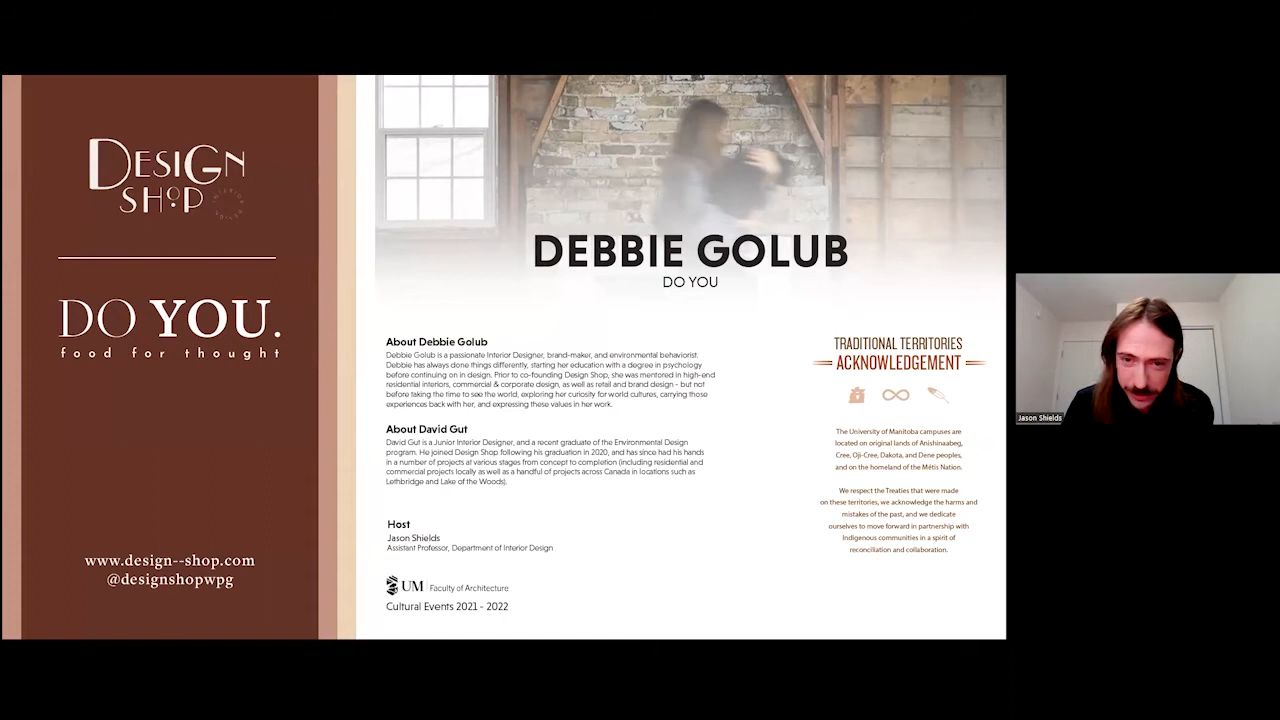 DESIGN
SHOP
INTERIOR
DESIGN
DO YOU.
food for thought
www.design--shop.com
@designshopwpg
DEBBIE GOLUB
DO YOU
About Debbie Golub
Debbie Golub is a passionate Interior Designer, brand-maker, and environmental behaviorist.
Debbie has always done things differently, starting her education with a degree in psychology
before continuing on in design. Prior to co-founding Design Shop, she was mentored in high-end
residential interiors, commercial & corporate design, as well as retail and brand design - but not
before taking the time to see the world, exploring her curiosity for world cultures, carrying those
experiences back with her, and expressing these values in her work.
About David Gut
David Gut is a Junior Interior Designer, and a recent graduate of the Environmental Design
program. He joined Design Shop following his graduation in 2020, and has since had his hands
in a number of projects at various stages from concept to completion (including residential and
commercial projects locally as well as a handful of projects across Canada in locations such as
Lethbridge and Lake of the Woods).
Host
Jason Shields
Assistant Professor, Department of Interior Design
UM Faculty of Architecture
Cultural Events 2021 - 2022
TRADITIONAL TERRITORIES
ACKNOWLEDGEMENT
The University of Manitoba campuses are
located on original lands of Anishinaabeg,
Cree, Oji-Cree, Dakota, and Dene peoples,
and on the homeland of the Métis Nation.
We respect the Treaties that were made
on these territories, we acknowledge the harms and
mistakes of the past, and we dedicate
ourselves to move forward in partnership with
Indigenous communities in a spirit of
reconciliation and collaboration.
Jason Shields